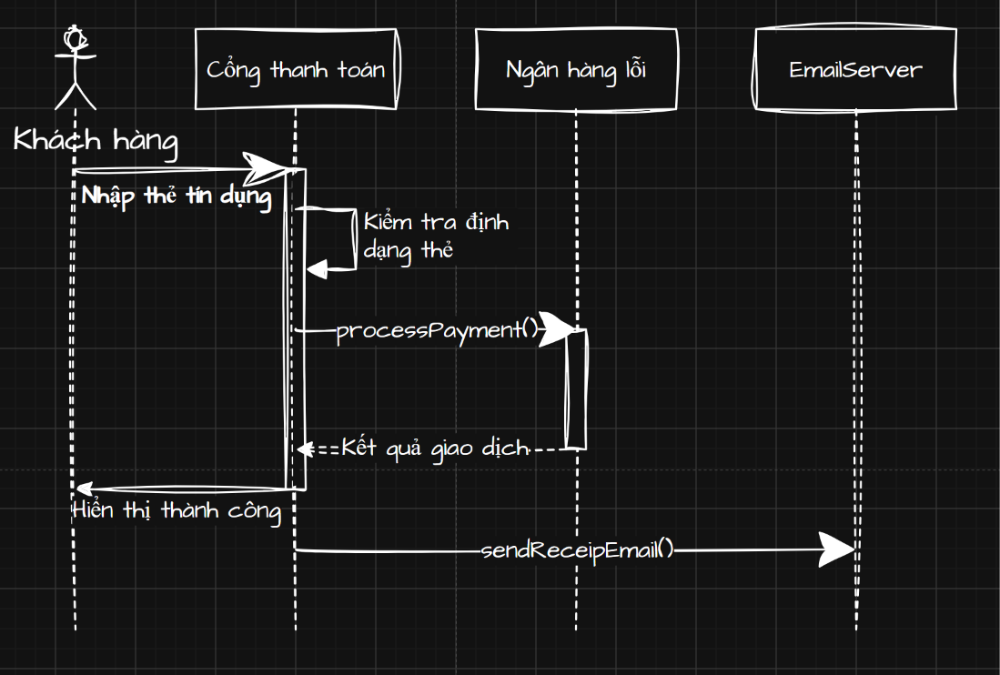 Cổng thanh toán
Ngân hàng lỗi
EmailServer
Khách hàng
Nhập thẻ tín dụng
Kiểm tra định
dạng thẻ
processPayment()
Kết quả giao dịch
Hiển thị thành công
sendReceipEmail()